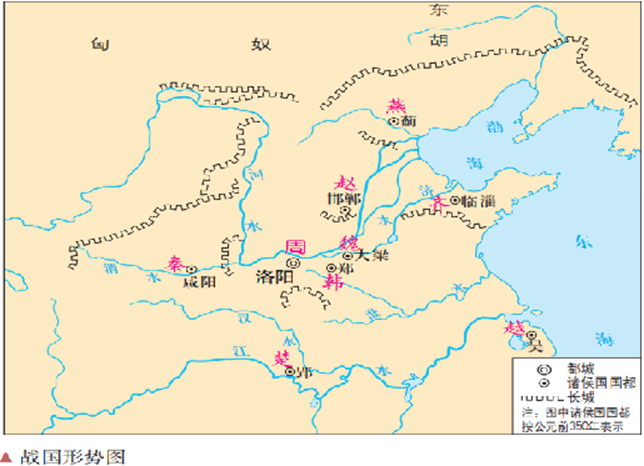 东
胡
匈 奴
燕
蓟
渤
海
赵
邯郸
河
水
济
水
齐
临淄
周
洛阳
魏
大梁
郑
韩
秦
咸阳
渭 水
东
海
淮 水
汉
水
江
水
楚
郢
越
吴
都城
诸侯国国都
长城
注：图中诸侯国国都
按公元前350年表示
▲ 战国形势图